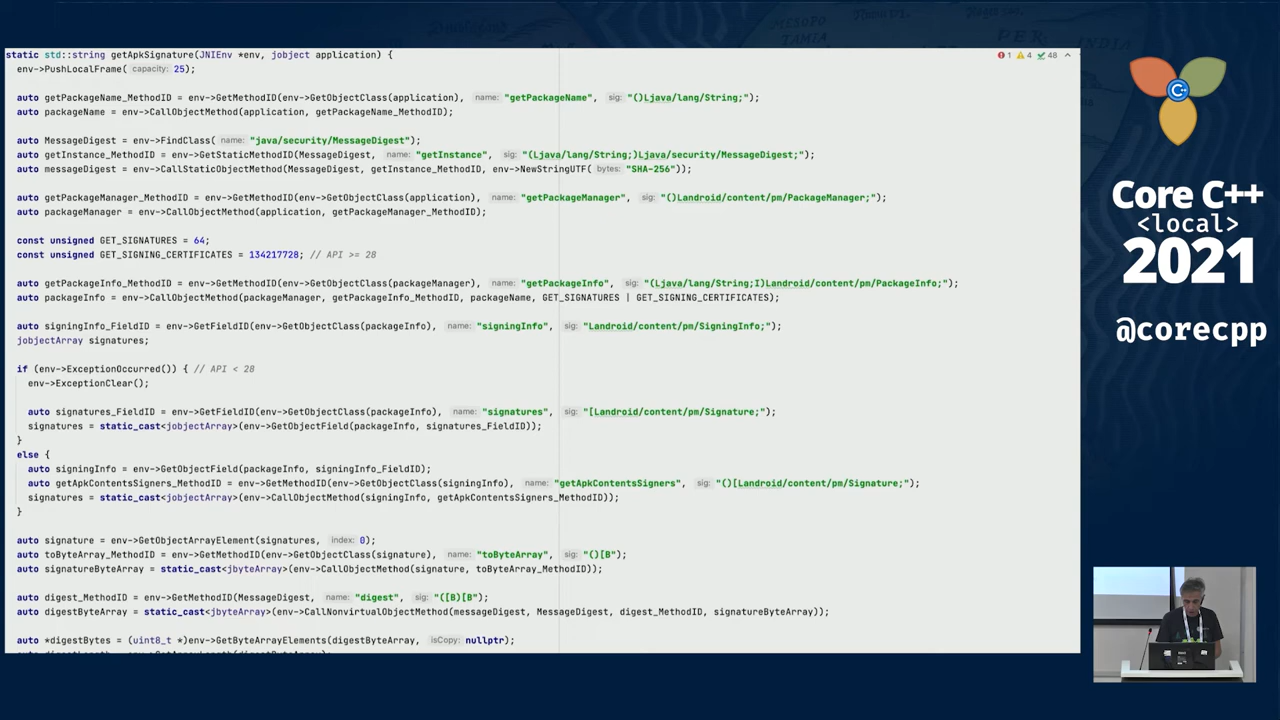 static std::string getApkSignature(JNIEnv *env, jobject application) {
1 4 48
env->PushLocalFrame( capacity: 25);
auto getPackageName_MethodID = env->GetMethodID(env->GetObjectClass(application), name: "getPackageName", sig: "()Ljava/lang/String;");
auto packageName = env->CallObjectMethod(application, getPackageName_MethodID);
auto MessageDigest = env->FindClass( name: "java/security/MessageDigest");
auto getInstance_MethodID = env->GetStaticMethodID(MessageDigest, name: "getInstance", sig: "(Ljava/lang/String;)Ljava/security/MessageDigest;");
auto messageDigest = env->CallStaticObjectMethod(MessageDigest, getInstance_MethodID, env->NewStringUTF( bytes: "SHA-256"));
auto getPackageManager_MethodID = env->GetMethodID(env->GetObjectClass(application), name: "getPackageManager", sig: "()Landroid/content/pm/PackageManager;");
auto packageManager = env->CallObjectMethod(application, getPackageManager_MethodID);
const unsigned GET_SIGNATURES = 64;
const unsigned GET_SIGNING_CERTIFICATES = 134217728; // API >= 28
auto getPackageInfo_MethodID = env->GetMethodID(env->GetObjectClass(packageManager), name: "getPackageInfo", sig: "(Ljava/lang/String;I)Landroid/content/pm/PackageInfo;");
auto packageInfo = env->CallObjectMethod(packageManager, getPackageInfo_MethodID, packageName, GET_SIGNATURES | GET_SIGNING_CERTIFICATES);
auto signingInfo_FieldID = env->GetFieldID(env->GetObjectClass(packageInfo), name: "signingInfo", sig: "Landroid/content/pm/SigningInfo;");
jobjectArray signatures;
if (env->ExceptionOccurred()) { // API < 28
env->ExceptionClear();
auto signatures_FieldID = env->GetFieldID(env->GetObjectClass(packageInfo), name: "signatures", sig: "[Landroid/content/pm/Signature;");
signatures = static_cast<jobjectArray>(env->GetObjectField(packageInfo, signatures_FieldID));
}
else {
auto signingInfo = env->GetObjectField(packageInfo, signingInfo_FieldID);
auto getApkContentsSigners_MethodID = env->GetMethodID(env->GetObjectClass(signingInfo), name: "getApkContentsSigners", sig: "()[Landroid/content/pm/Signature;");
signatures = static_cast<jobjectArray>(env->CallObjectMethod(signingInfo, getApkContentsSigners_MethodID));
}
auto signature = env->GetObjectArrayElement(signatures, index: 0);
auto toByteArray_MethodID = env->GetMethodID(env->GetObjectClass(signature), name: "toByteArray", sig: "()[B");
auto signatureByteArray = static_cast<jbyteArray>(env->CallObjectMethod(signature, toByteArray_MethodID));
auto digest_MethodID = env->GetMethodID(MessageDigest, name: "digest", sig: "([B)[B");
auto digestByteArray = static_cast<jbyteArray>(env->CallNonvirtualObjectMethod(messageDigest, MessageDigest, digest_MethodID, signatureByteArray));
auto *digestBytes = (uint8_t *)env->GetByteArrayElements(digestByteArray, isCopy: nullptr);
C++
Core C++
<local>
2021
@corecpp
MESOPO
TAMIA
PER
INDIA